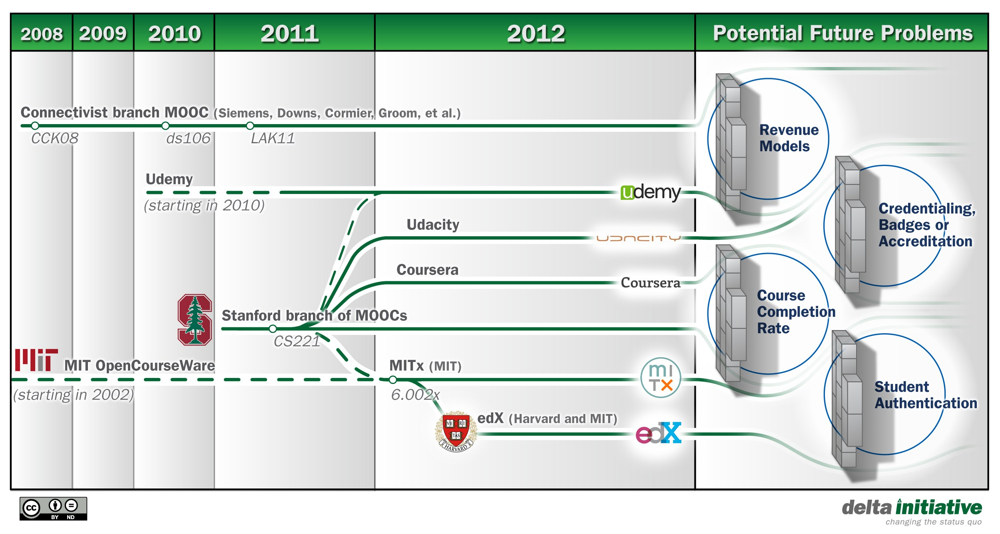 2008 2009 2010 2011 2012 Potential Future Problems
Connectivist branch MOOC (Siemens, Downs, Cormier, Groom, et al.)
CCK08 ds106 LAK11
Revenue
Models
Udemy
(starting in 2010)
udemy
Credentialing,
Badges or
Accreditation
Udacity
UDACITY
Coursera
Coursera
Course
Completion
Rate
Stanford branch of MOOCs
S
CS221
MIT
MIT OpenCourseWare
(starting in 2002)
MITx (MIT)
6.002x
MITx
Student
Authentication
VE RI
TAS
HARVARD
edX (Harvard and MIT)
edX
cc
BY ND
delta initiative
changing the status quo